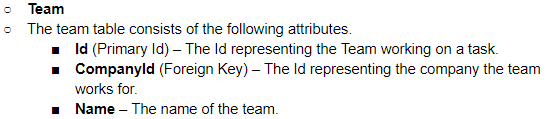 ○ Team
○ The team table consists of the following attributes.
■ Id (Primary Id) – The Id representing the Team working on a task.
■ CompanyId (Foreign Key) – The Id representing the company the team
works for.
■ Name – The name of the team.